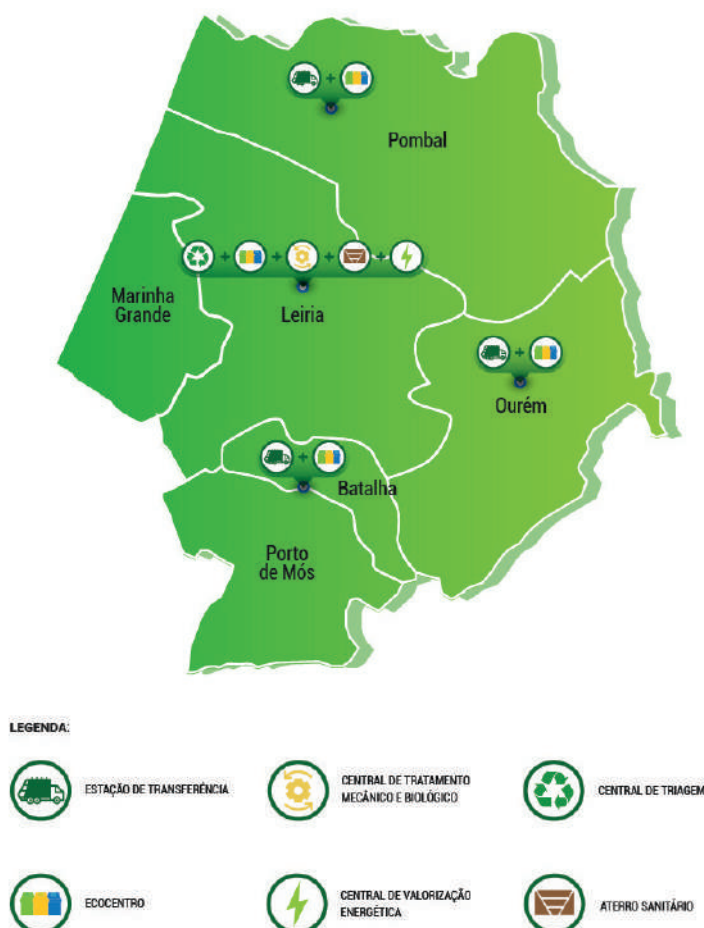 Pombal
Marinha
Grande
Leiria
Ourém
Batalha
Porto
de Mós
LEGENDA:
ESTAÇÃO DE TRANSFERÊNCIA
CENTRAL DE TRATAMENTO
MECÂNICO E BIOLÓGICO
CENTRAL DE TRIAGEM
ECOCENTRO
CENTRAL DE VALORIZAÇÃO
ENERGÉTICA
ATERRO SANITÁRIO